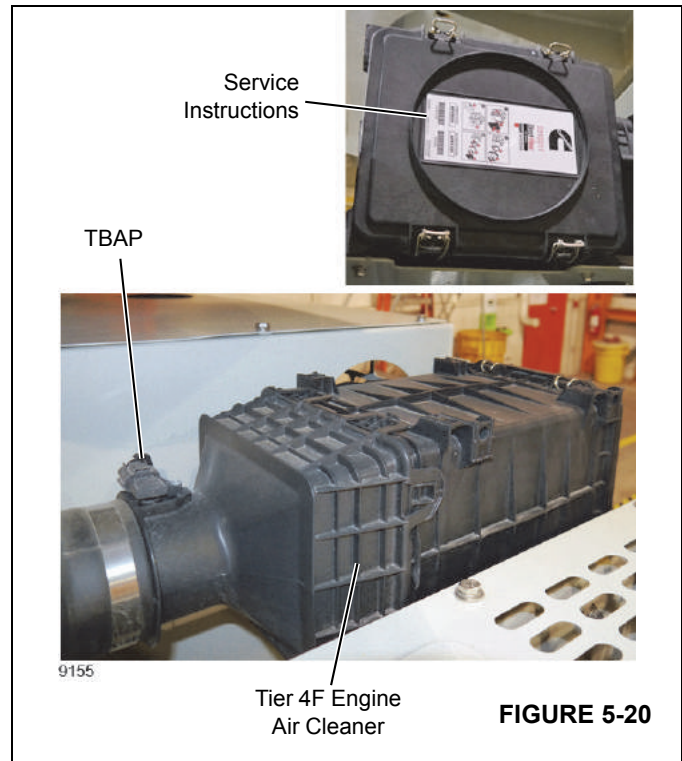 Service
Instructions
TBAP
9155
Tier 4F Engine
Air Cleaner
FIGURE 5-20